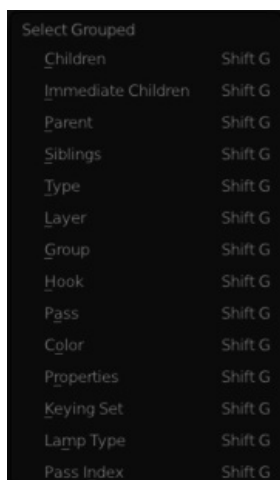 Select Grouped
Children Shift G
Immediate Children Shift G
Parent Shift G
Siblings Shift G
Type Shift G
Layer Shift G
Group Shift G
Hook Shift G
Pass Shift G
Color Shift G
Properties Shift G
Keying Set Shift G
Lamp Type Shift G
Pass Index Shift G